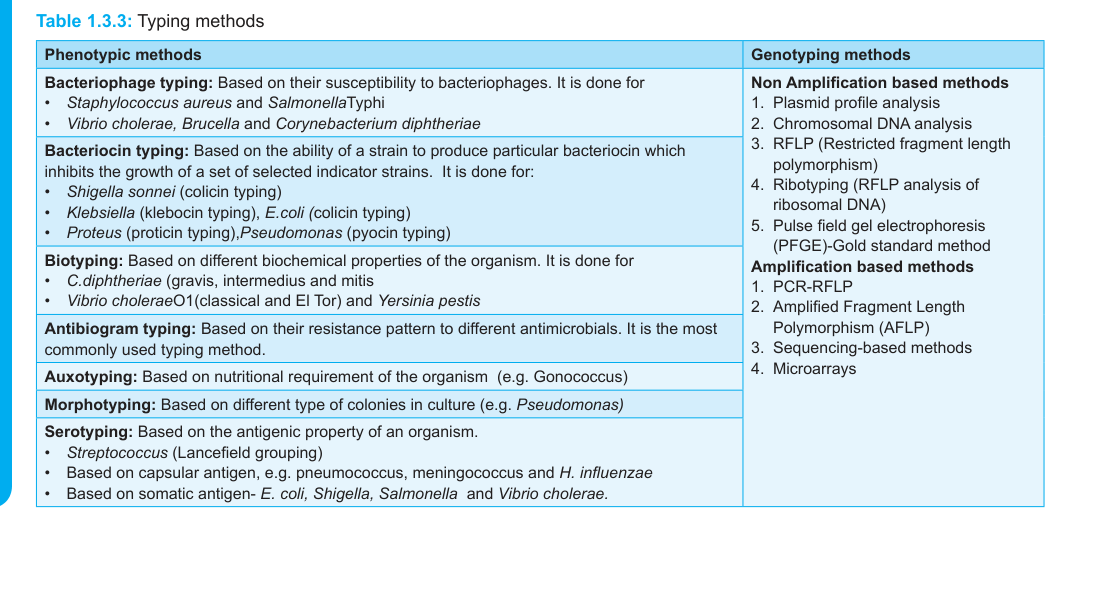 Table 1.3.3: Typing methods
Phenotypic methods
Bacteriophage typing: Based on their susceptibility to bacteriophages. It is done for
• Staphylococcus aureus and SalmonellaTyphi
• Vibrio cholerae, Brucella and Corynebacterium diphtheriae
Bacteriocin typing: Based on the ability of a strain to produce particular bacteriocin which
inhibits the growth of a set of selected indicator strains. It is done for:
• Shigella sonnei (colicin typing)
• Klebsiella (klebocin typing), E.coli (colicin typing)
• Proteus (proticin typing),Pseudomonas (pyocin typing)
Biotyping: Based on different biochemical properties of the organism. It is done for
• C.diphtheriae (gravis, intermedius and mitis
• Vibrio choleraeO1(classical and El Tor) and Yersinia pestis
Antibiogram typing: Based on their resistance pattern to different antimicrobials. It is the most
commonly used typing method.
Auxotyping: Based on nutritional requirement of the organism (e.g. Gonococcus)
Morphotyping: Based on different type of colonies in culture (e.g. Pseudomonas)
Serotyping: Based on the antigenic property of an organism.
• Streptococcus (Lancefield grouping)
• Based on capsular antigen, e.g. pneumococcus, meningococcus and H. influenzae
• Based on somatic antigen- E. coli, Shigella, Salmonella and Vibrio cholerae.
Genotyping methods
Non Amplification based methods
1. Plasmid profile analysis
2. Chromosomal DNA analysis
3. RFLP (Restricted fragment length
polymorphism)
4. Ribotyping (RFLP analysis of
ribosomal DNA)
5. Pulse field gel electrophoresis
(PFGE)-Gold standard method
Amplification based methods
1. PCR-RFLP
2. Amplified Fragment Length
Polymorphism (AFLP)
3. Sequencing-based methods
4. Microarrays